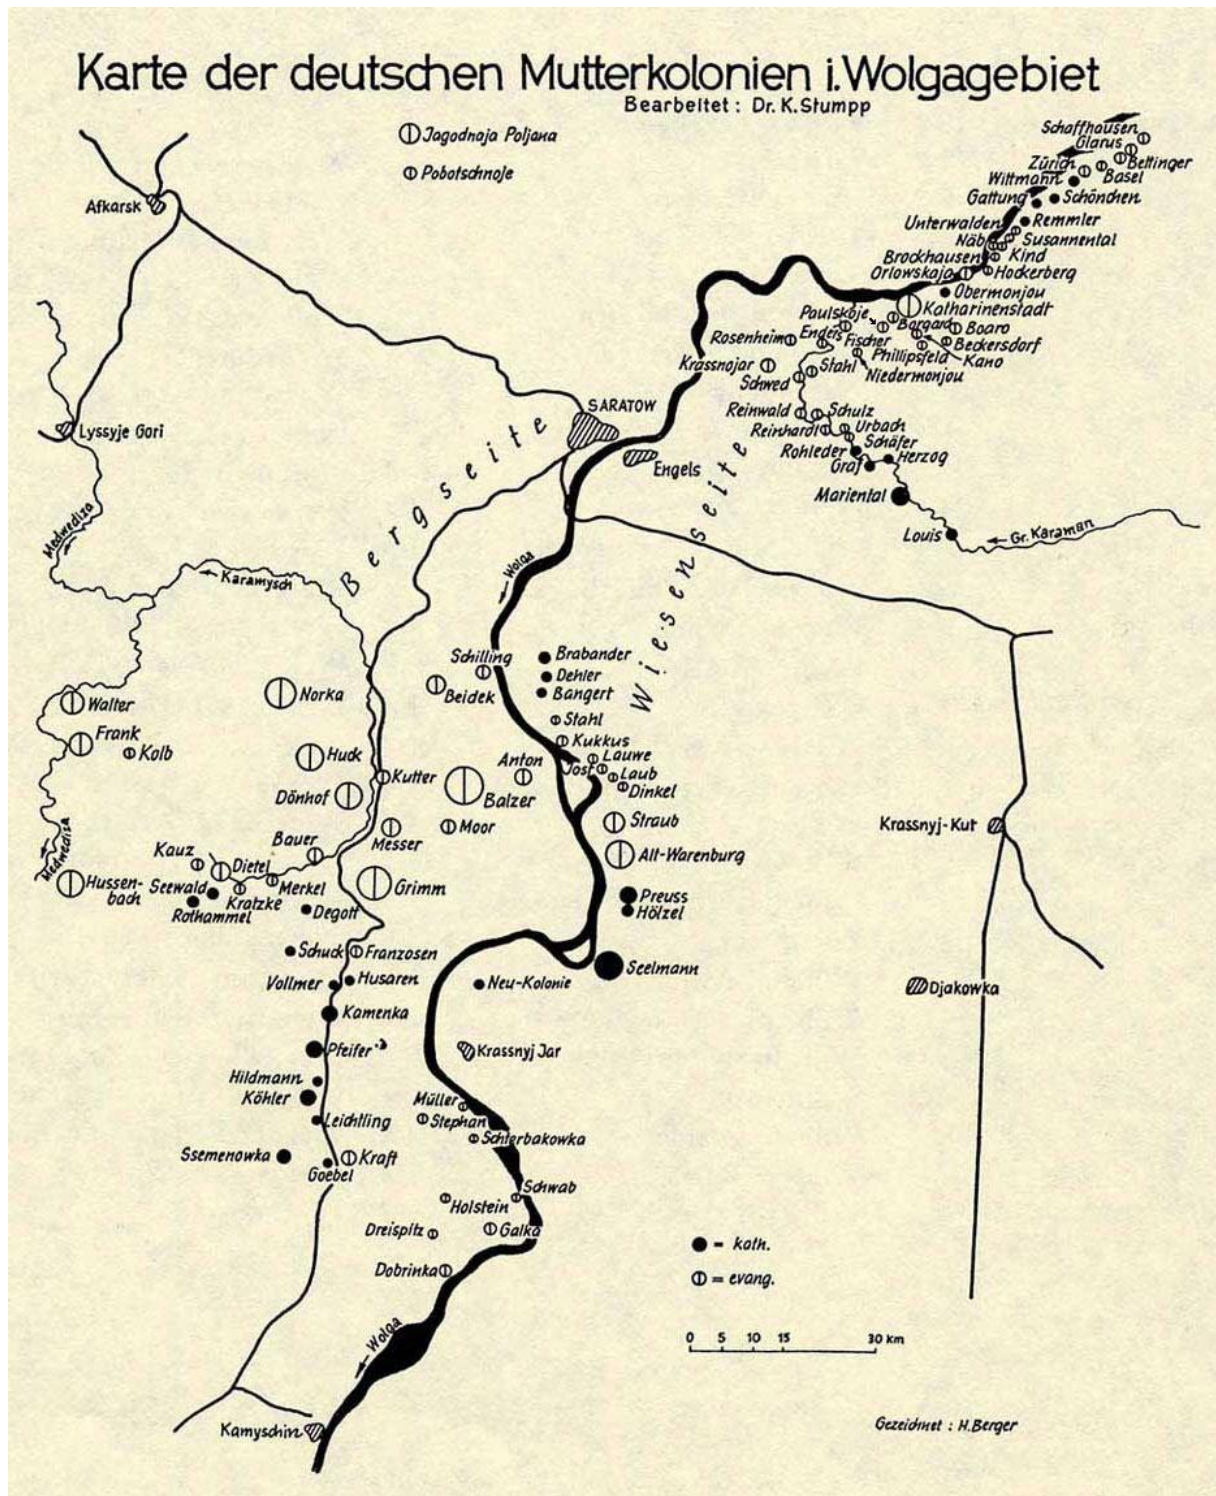 Karte der deutschen Mutterkolonien i.Wolgagebiet
Bearbeitet : Dr. K. Stumpp
Jagodnaja Poljana
Pobotschnoje
Schaffhausen
Glarus
Bettinger
Zürich
Basel
Wittmann
Gattung
Schönchen
Unterwalden
Remmler
Näb
Susannental
Brockhausen
Kind
Orlowskaja
Hockerberg
Obermonjou
Katharinenstadt
Paulskoje
Borgard
Boaro
Rosenheim
Enders
Fischer
Beckersdorf
Phillipsfeld
Kano
Krassnojar
Stahl
Niedermonjou
Schwed
Reinwald
Schulz
Reinhardt
Urbach
Schäfer
Rohleder
Graf
Herzog
Mariental
Louis
Gr. Karaman
Afkarsk
Lyssyje Gori
SARATOW
Engels
Bergseite
Wiesenseite
Medwediza
Karamysch
Wolga
Schilling
Brabander
Dehler
Beidek
Bangert
Norka
Walter
Stahl
Frank
Kolb
Kukkus
Huck
Lauwe
Anton
Jost
Laub
Kutter
Dinkel
Dönhof
Balzer
Straub
Moor
Messer
Bauer
Krassnyj-Kut
Kauz
Alt-Warenburg
Medwedisa
Dietel
Hussen-
bach
Seewald
Merkel
Grimm
Kratzke
Preuss
Rothammel
Degott
Hölzel
Schuck
Franzosen
Seelmann
Vollmer
Husaren
Neu-Kolonie
Djakowka
Kamenka
Pfeifer
Krassnyj Jar
Hildmann
Köhler
Müller
Leichtling
Stephan
Schterbakowka
Ssemenowka
Kraft
Goebel
Schwab
Holstein
Dreispitz
Galka
Dobrinka
= kath.
= evang.
Wolga
0 5 10 15 30 km
Kamyschin
Gezeichnet : H. Berger